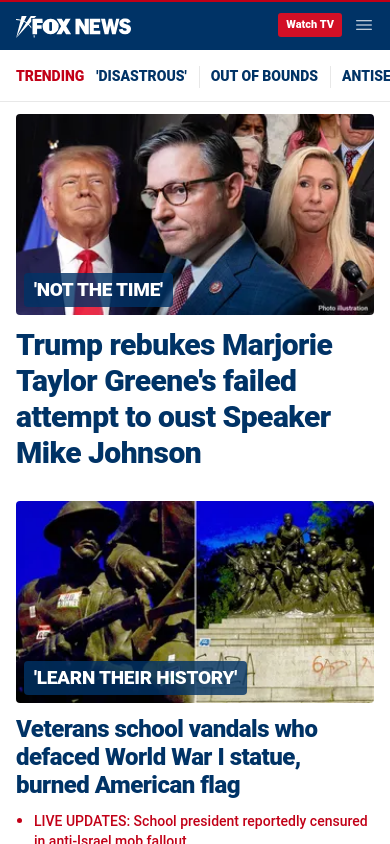 FOX NEWS
Watch TV
TRENDING 'DISASTROUS' OUT OF BOUNDS ANTISE
'NOT THE TIME'
Photo Illustration
Trump rebukes Marjorie
Taylor Greene's failed
attempt to oust Speaker
Mike Johnson
'LEARN THEIR HISTORY'
Veterans school vandals who
defaced World War I statue,
burned American flag
• LIVE UPDATES: School president reportedly censured
in anti-Israel mob fallout